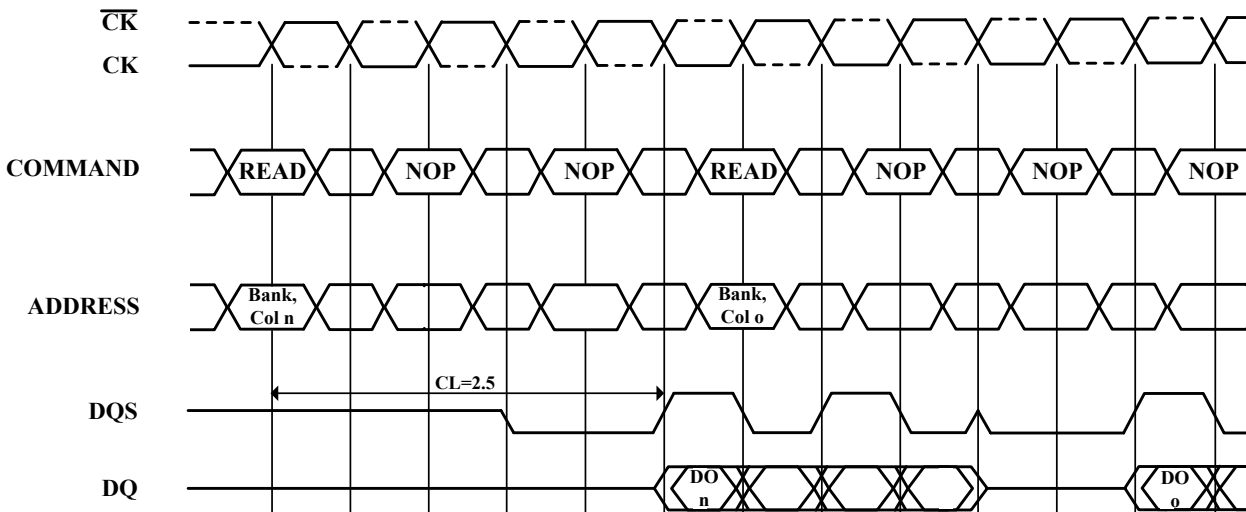 CK
CK
COMMAND
READ
NOP
NOP
READ
NOP
NOP
NOP
ADDRESS
Bank,
Col n
Bank,
Col o
CL=2.5
DQS
DQ
DO
n
DO
o